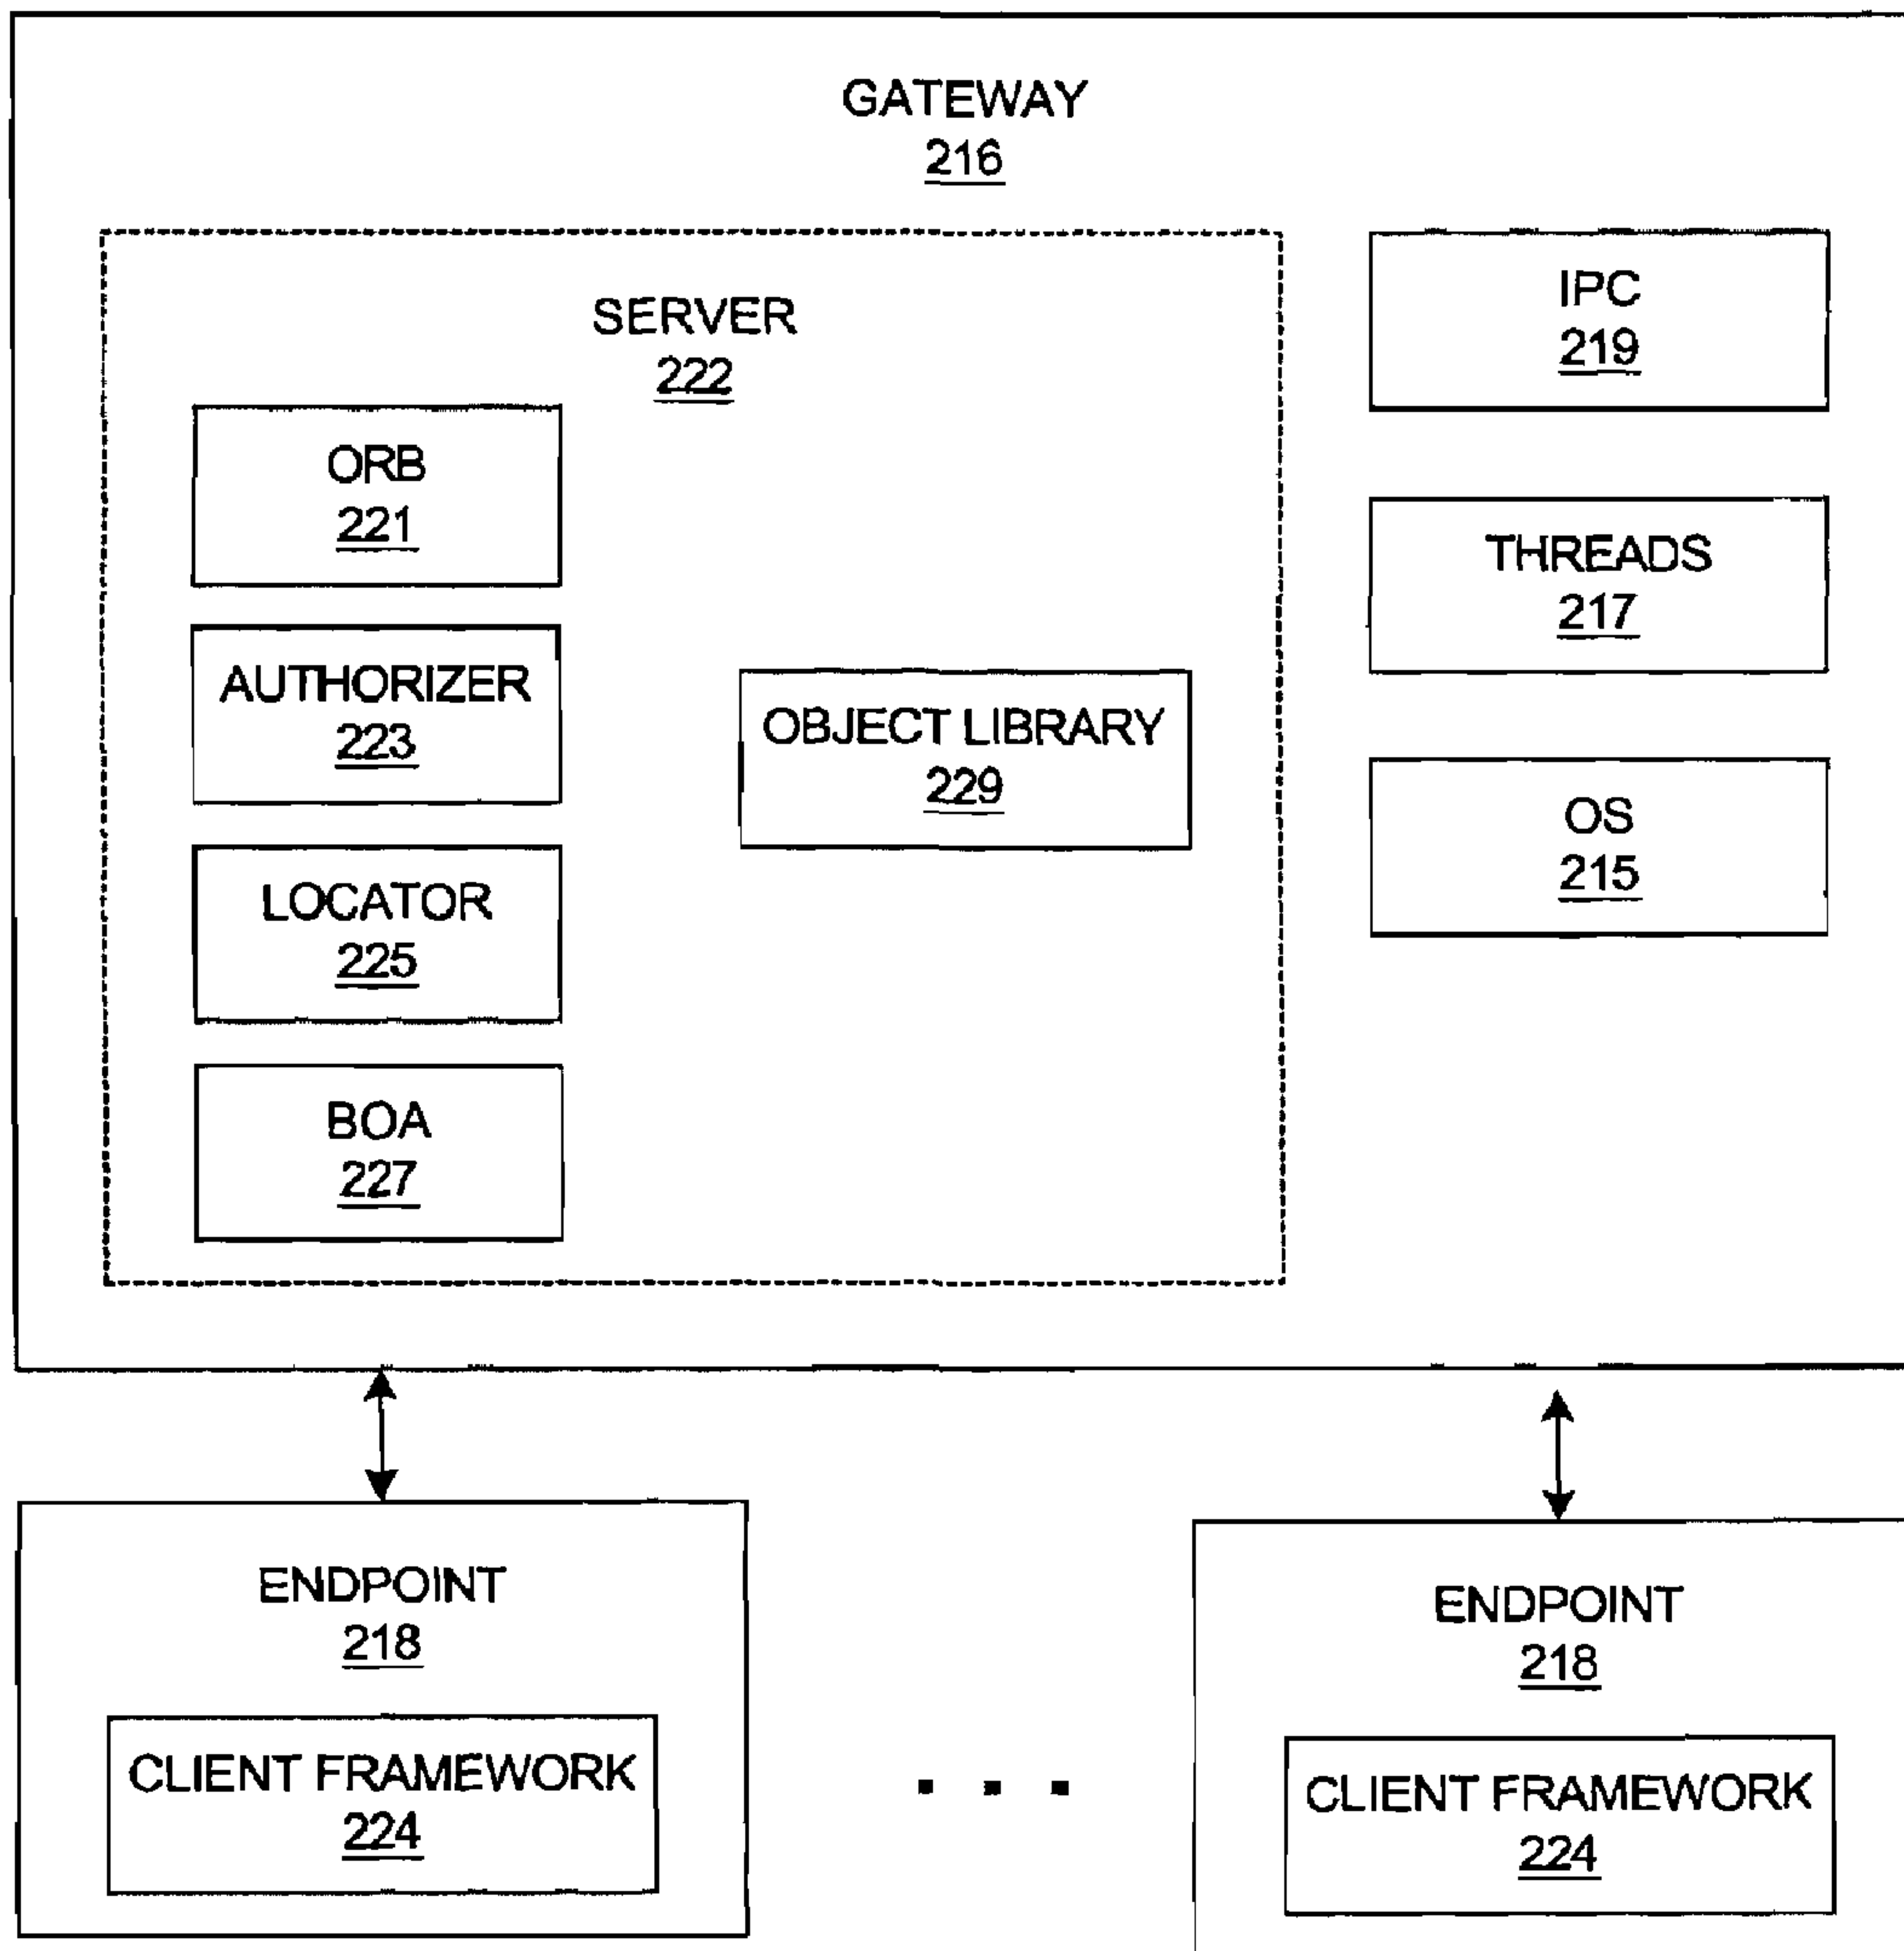 GATEWAY
216
SERVER
222
ORB
221
AUTHORIZER
223
LOCATOR
225
BOA
227
OBJECT LIBRARY
229
IPC
219
THREADS
217
OS
215
ENDPOINT
218
CLIENT FRAMEWORK
224
. . .
ENDPOINT
218
CLIENT FRAMEWORK
224